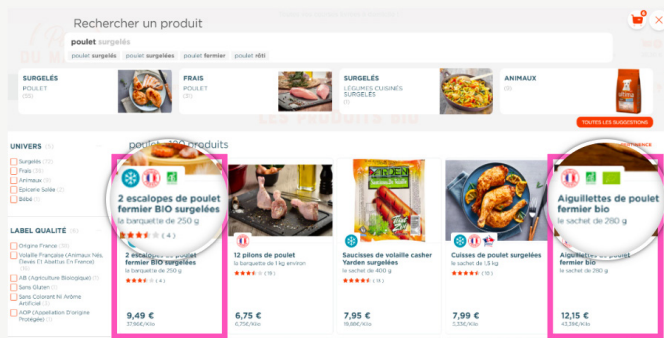 Rechercher un produit
poulet surgelés
poulet surgelés poulet surgelées poulet fermier poulet rôti
SURGELÉS
POULET
FRAIS
POULET
SURGELÉS
LÉGUMES CUISINÉS
SURGELÉS
(1)
ANIMAUX
TOUTES LES SUGGESTIONS
LES PRODUITS BIO
UNIVERS
Surgelés
Frais
Animaux
Epicerie Salée
Bébé
LABEL QUALITÉ
Origine France
Volaille Française (Animaux Nés,
Elevés Et Abattus En France)
AB (Agriculture Biologique)
Sans Gluten
Sans Colorant Ni Arôme
Artificiel
AOP (Appellation D'origine
Protégée)
2 escalopes de poulet
fermier BIO surgelées
la barquette de 250 g
(4)
2 escalopes de poulet
fermier BIO surgelées
la barquette de 250 g
(4)
9,49 €
37,96€/Kilo
12 pilons de poulet
la barquette de 1 kg environ
6,75 €
6,75€/Kilo
YARDEN
Saucisses de volaille casher
Yarden surgelées
le sachet de 400 g
7,95 €
19,88€/Kilo
Cuisses de poulet surgelées
le sachet de 1,5 kg
7,99 €
5,33€/Kilo
Aiguillettes de poulet
fermier bio
le sachet de 280 g
Aiguillettes de poulet
fermier bio
le sachet de 280 g
12,15 €
43,39€/Kilo